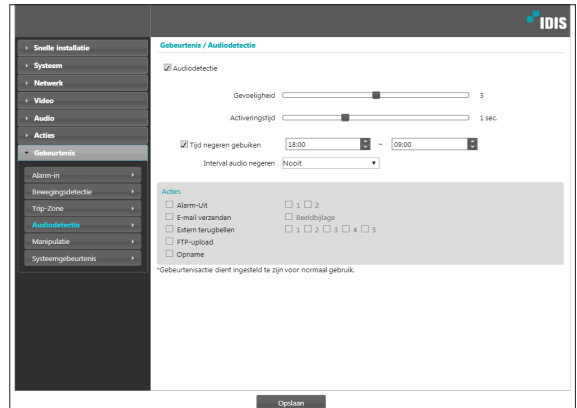 IDIS
Snelle installatie
Systeem
Netwerk
Video
Audio
Acties
Gebeurtenis
Alarm-in
Bewegingsdetectie
Trip-Zone
Audiodetectie
Manipulatie
Systeemgebeurtenis
Gebeurtenis / Audiodetectie
Audiodetectie
Gevoeligheid 3
Activeringstijd 1 sec.
Tijd negeren gebuiken 18:00 ~ 09:00
Interval audio negeren Nooit
Acties
Alarm-Uit 1 2
E-mail verzenden Beeldbijlage
Extern terugbellen 1 2 3 4 5
FTP-upload
Opname
*Gebeurtenisactie dient ingesteld te zijn voor normaal gebruik.
Opslaan